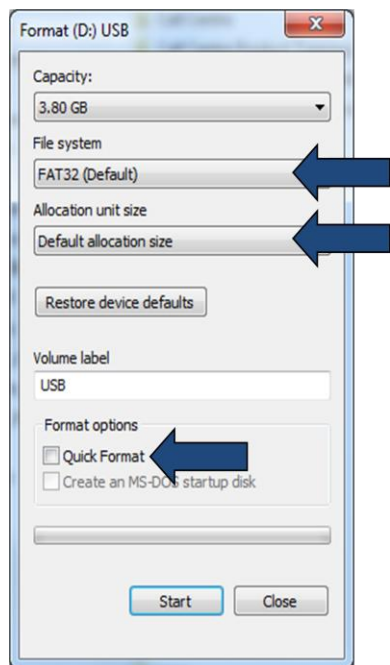 Format (D:) USB
Capacity:
3.80 GB
File system
FAT32 (Default)
Allocation unit size
Default allocation size
Restore device defaults
Volume label
USB
Format options
Quick Format
Create an MS-DOS startup disk
Start Close